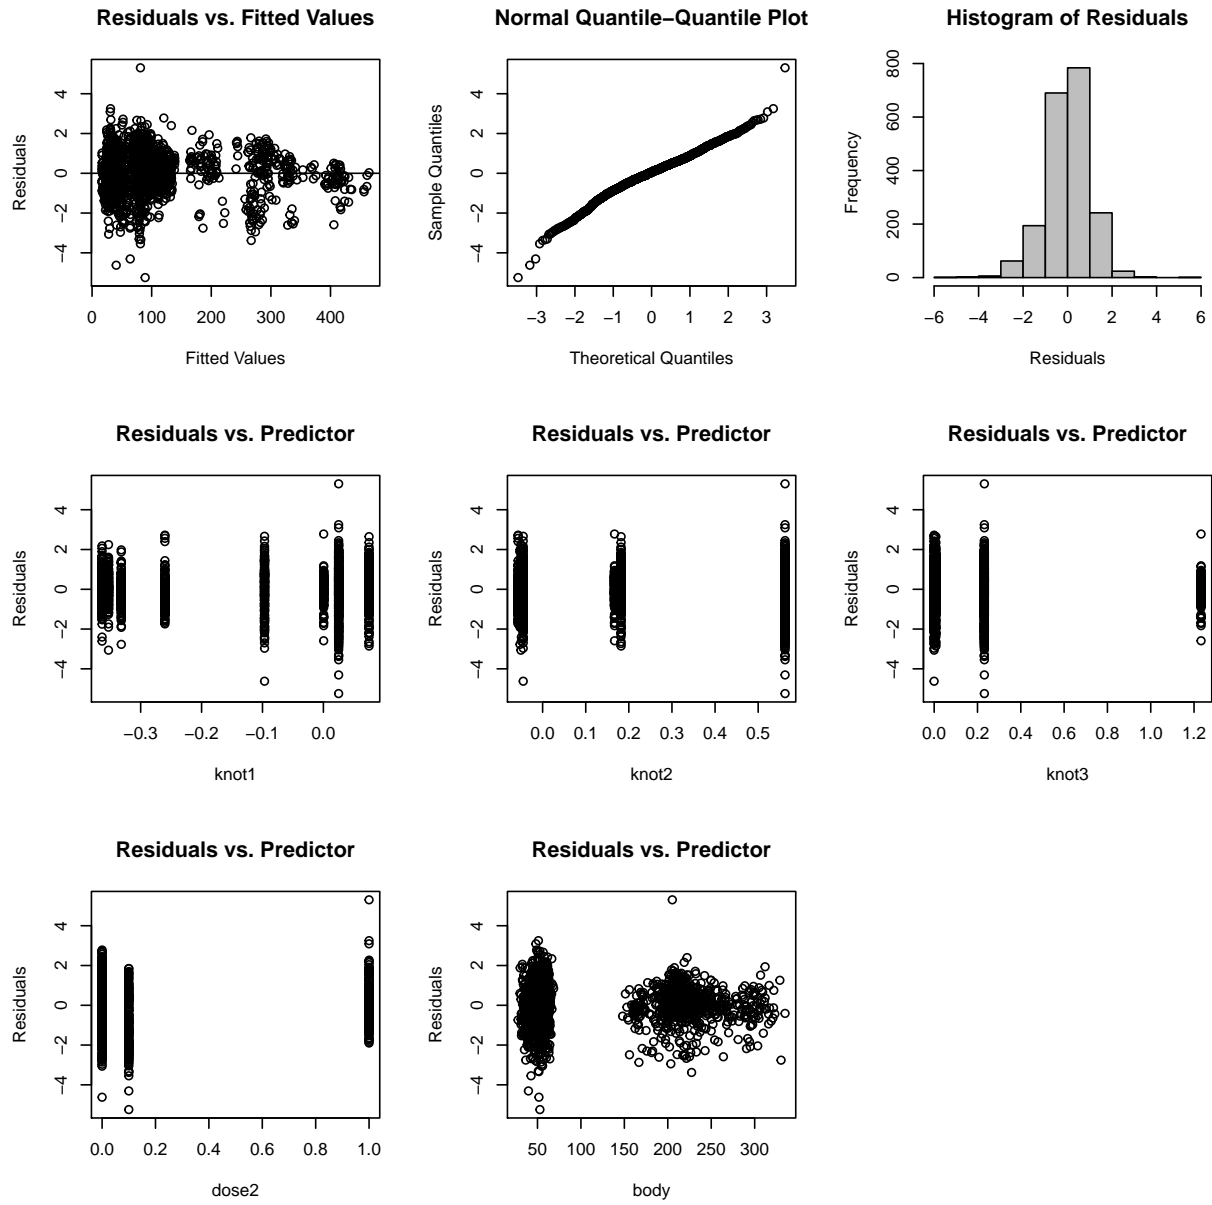 Residuals vs. Fitted Values
Residuals
4
2
0
−2
−4
0 100 200 300 400
Fitted Values
Normal Quantile−Quantile Plot
Sample Quantiles
4
2
0
−2
−4
−3 −2 −1 0 1 2 3
Theoretical Quantiles
Histogram of Residuals
Frequency
800
600
400
200
0
−6 −4 −2 0 2 4 6
Residuals
Residuals vs. Predictor
Residuals
4
2
0
−2
−4
−0.3 −0.2 −0.1 0.0
knot1
Residuals vs. Predictor
Residuals
4
2
0
−2
−4
0.0 0.1 0.2 0.3 0.4 0.5
knot2
Residuals vs. Predictor
Residuals
4
2
0
−2
−4
0.0 0.2 0.4 0.6 0.8 1.0 1.2
knot3
Residuals vs. Predictor
Residuals
4
2
0
−2
−4
0.0 0.2 0.4 0.6 0.8 1.0
dose2
Residuals vs. Predictor
Residuals
4
2
0
−2
−4
50 100 150 200 250 300
body